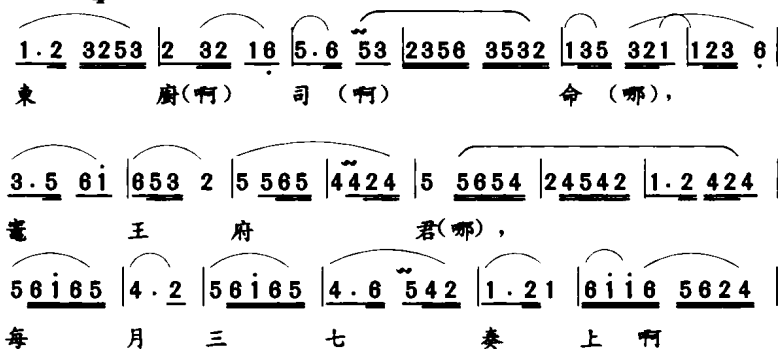 1·2 3253 | 2 32 16 | 5·6 53 | 2356 3532 | 135 321 | 123 6 |
東 廚(啊) 司 (啊) 命 (哪),
3·5 6i | 653 2 | 5 565 | 4424 | 5 5654 | 24542 | 1·2 424 |
竈 王 府 君(哪),
56i65 | 4·2 | 56i65 | 4·6 542 | 1·21 | 6ii6 5624 |
每 月 三 七 奏 上 啊